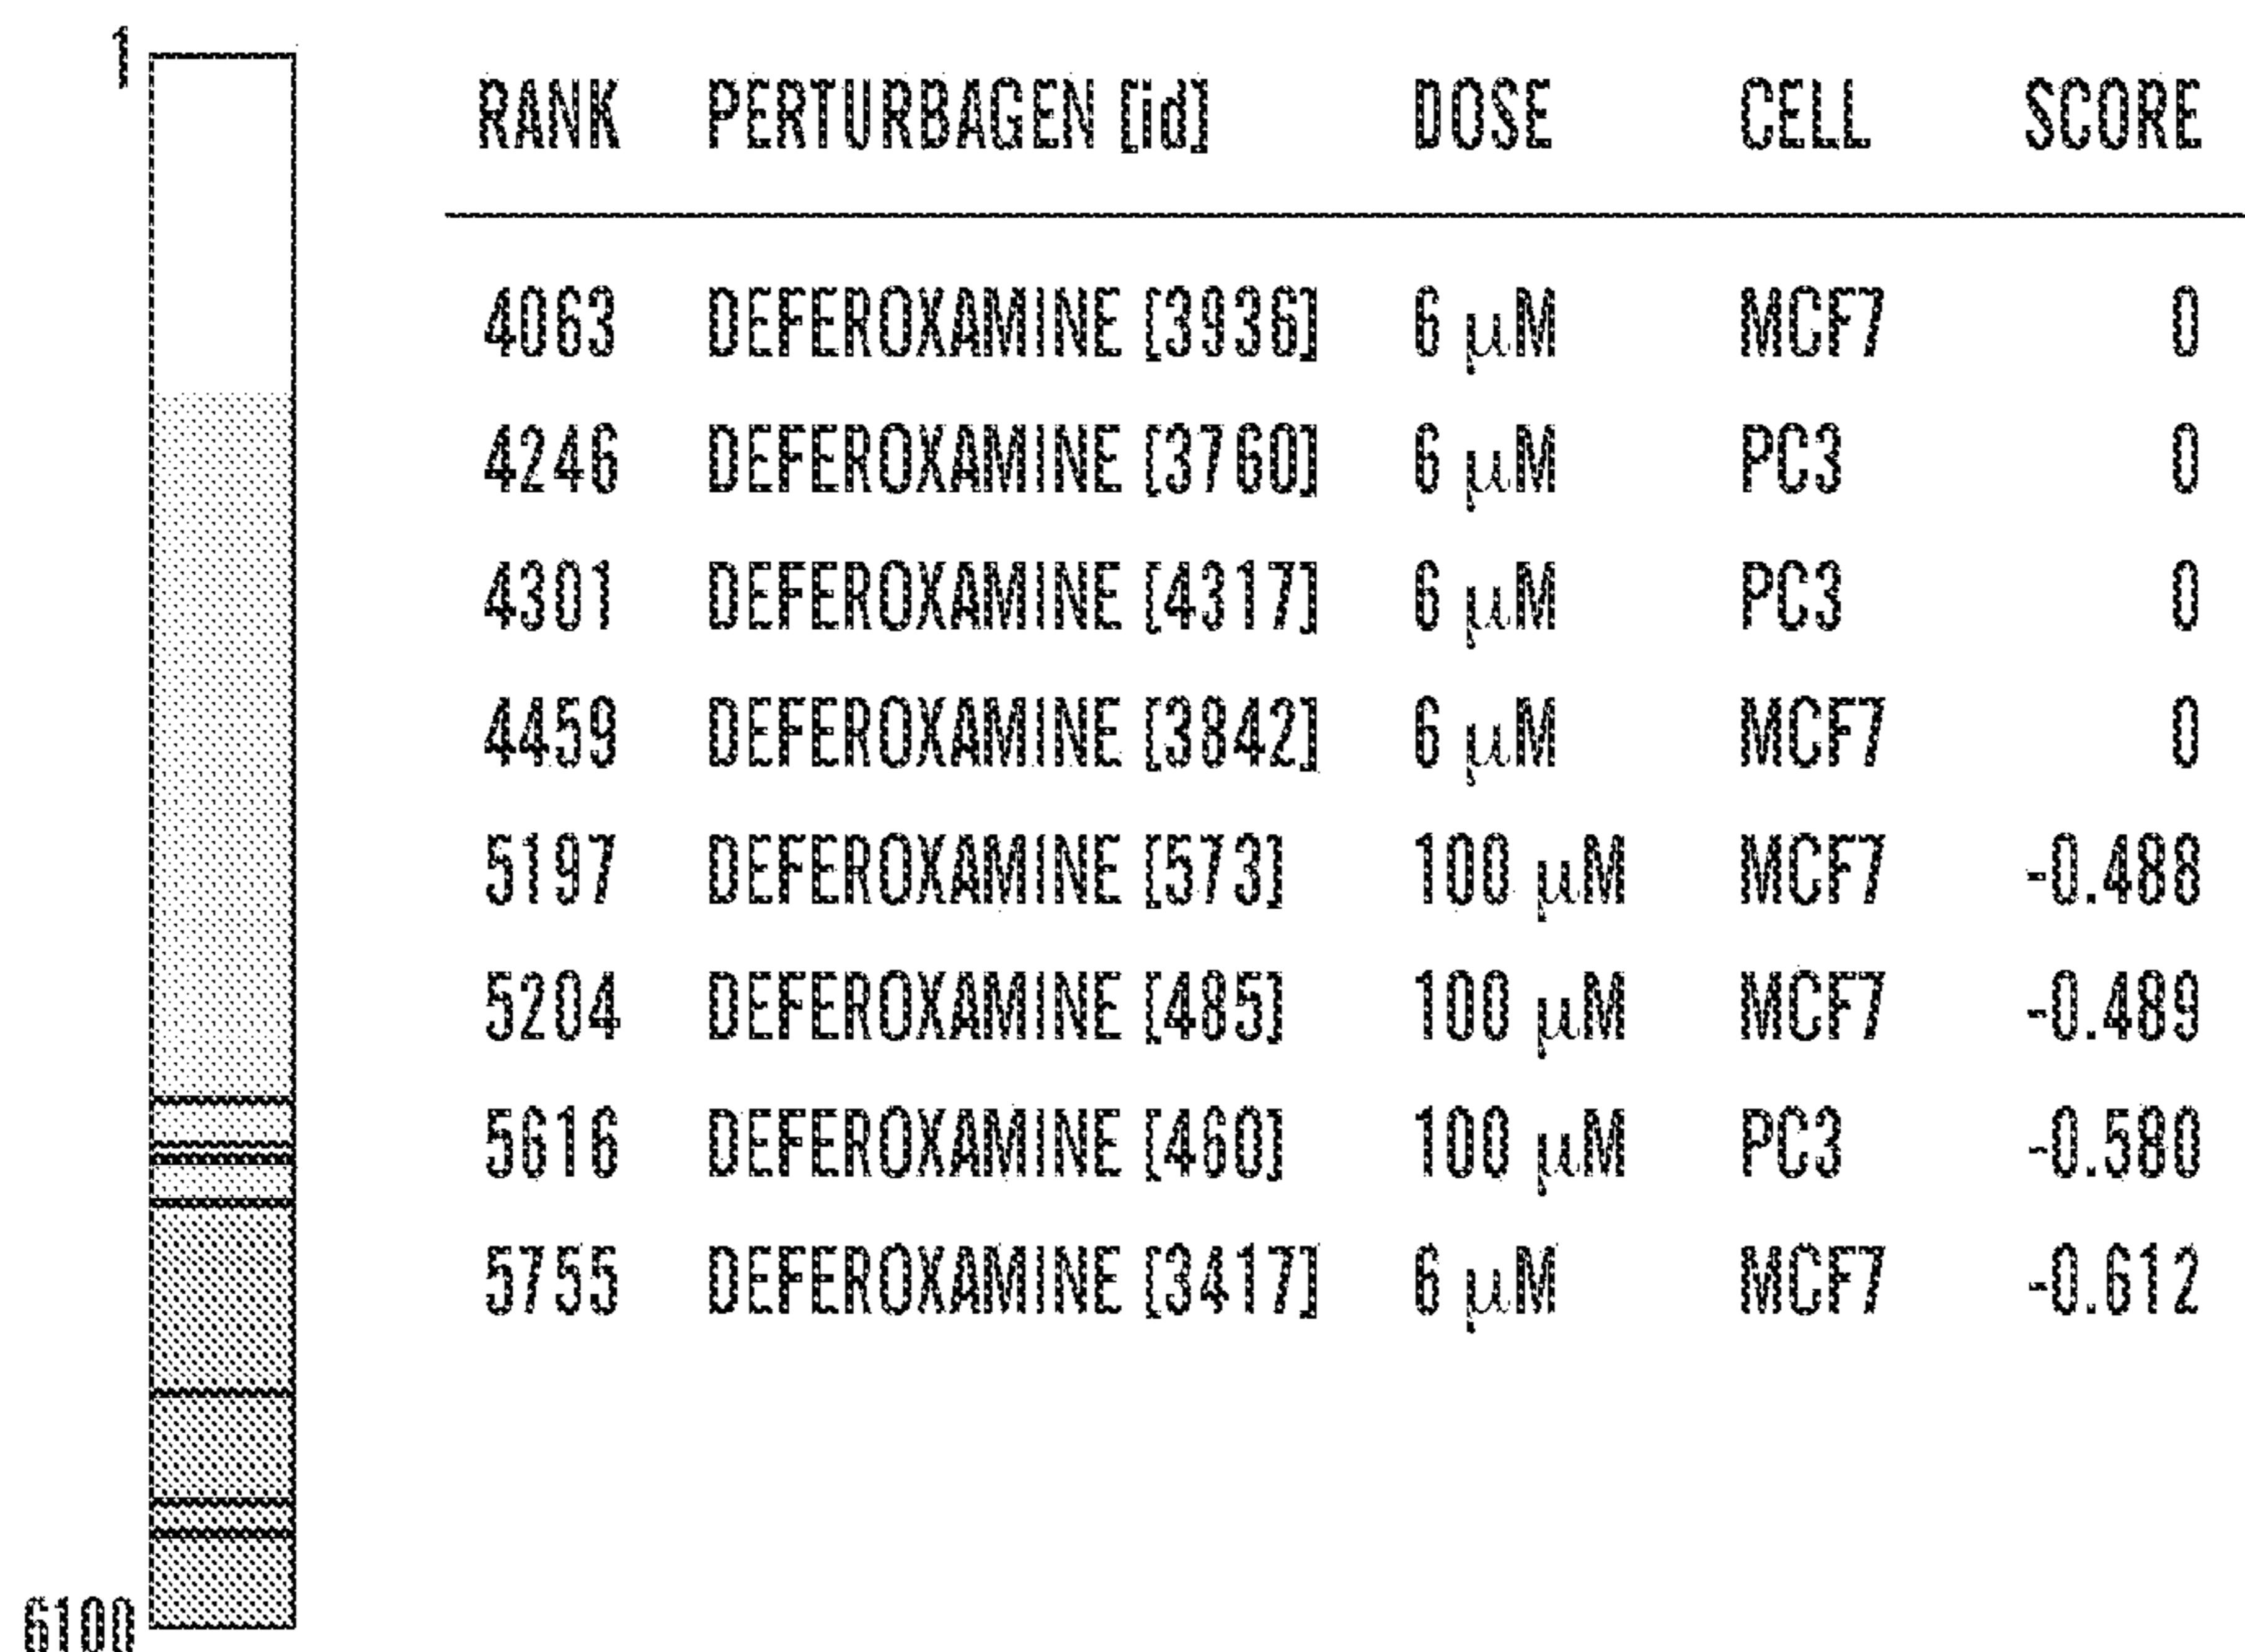 1
RANK PERTURBAGEN [id] DOSE CELL SCORE
4063 DEFEROXAMINE [3936] 6 μM MCF7 0
4246 DEFEROXAMINE [3760] 6 μM PC3 0
4301 DEFEROXAMINE [4317] 6 μM PC3 0
4459 DEFEROXAMINE [3842] 6 μM MCF7 0
5197 DEFEROXAMINE [573] 100 μM MCF7 -0.488
5204 DEFEROXAMINE [485] 100 μM MCF7 -0.489
5616 DEFEROXAMINE [460] 100 μM PC3 -0.580
5755 DEFEROXAMINE [3417] 6 μM MCF7 -0.612
6100